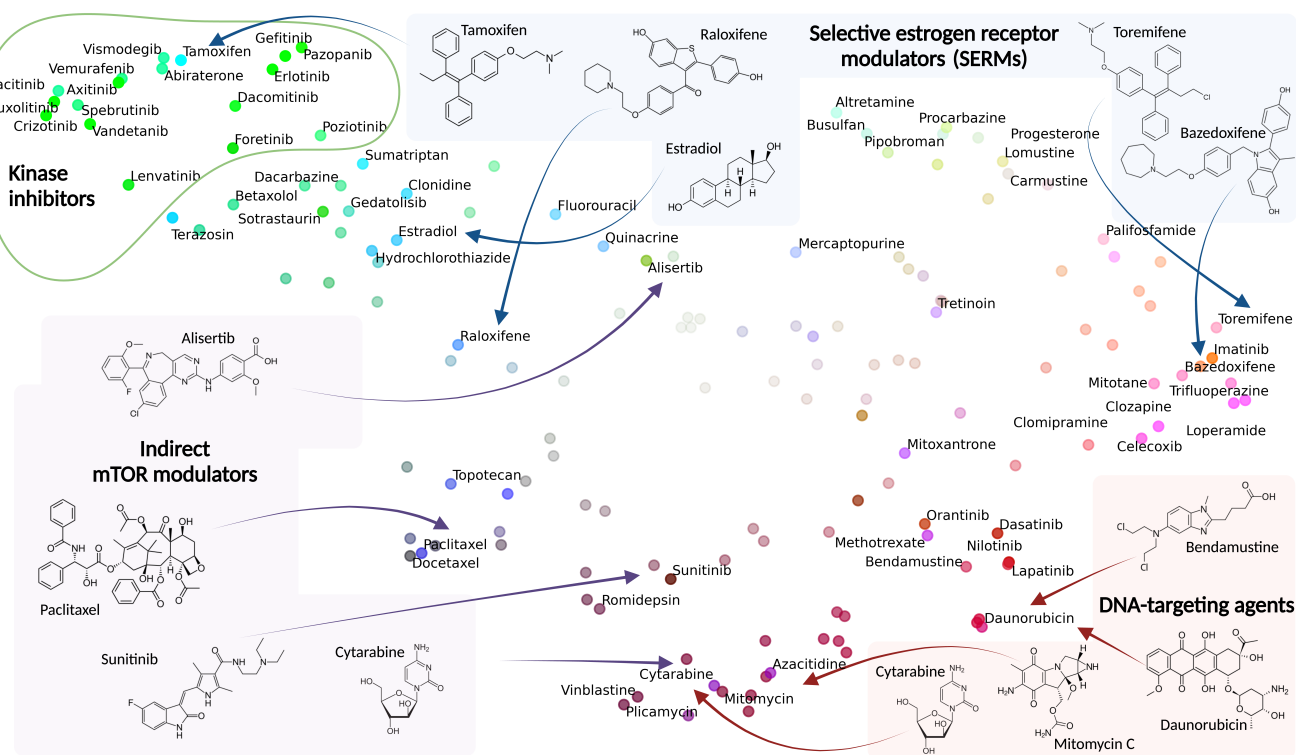 Tamoxifen
Raloxifene
Selective estrogen receptor
modulators (SERMs)
Toremifene
Bazedoxifene
Estradiol
Vismodegib
Tamoxifen
Gefitinib
Pazopanib
Vemurafenib
Abiraterone
Erlotinib
acitinib
Axitinib
Dacomitinib
uxolitinib
Spebrutinib
Crizotinib
Vandetanib
Foretinib
Poziotinib
Kinase
inhibitors
Lenvatinib
Sumatriptan
Dacarbazine
Clonidine
Betaxolol
Gedatolisib
Sotrastaurin
Terazosin
Estradiol
Hydrochlorothiazide
Fluorouracil
Quinacrine
Alisertib
Altretamine
Busulfan
Procarbazine
Pipobroman
Progesterone
Lomustine
Carmustine
Palifosfamide
Mercaptopurine
Tretinoin
Raloxifene
Toremifene
Imatinib
Bazedoxifene
Mitotane
Trifluoperazine
Clozapine
Clomipramine
Loperamide
Celecoxib
Mitoxantrone
Alisertib
Indirect
mTOR modulators
Topotecan
Paclitaxel
Docetaxel
Paclitaxel
Sunitinib
Romidepsin
Orantinib
Dasatinib
Methotrexate
Nilotinib
Bendamustine
Lapatinib
Bendamustine
DNA-targeting agents
Daunorubicin
Sunitinib
Cytarabine
Cytarabine
Azacitidine
Vinblastine
Mitomycin
Plicamycin
Cytarabine
Mitomycin C
Daunorubicin